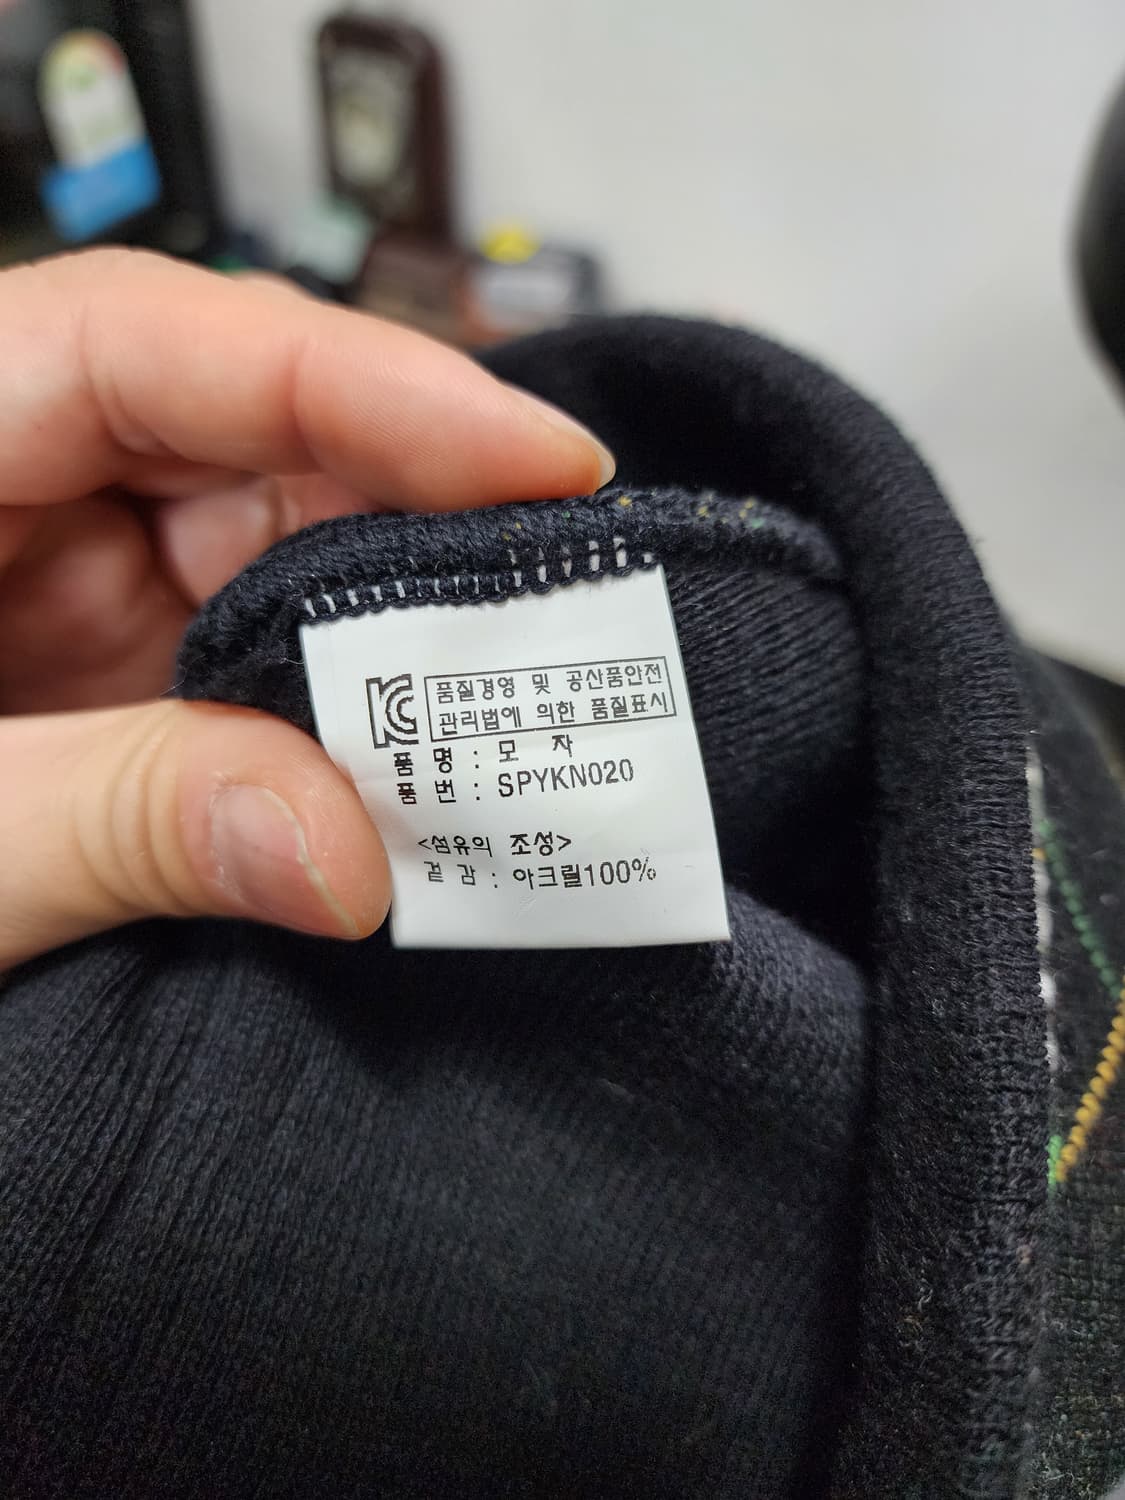 KC 품질경영 및 공산품안전
관리법에 의한 품질표시
품 명 : 모 자
품 번 : SPYKN020
<섬유의 조성>
겉 감 : 아크릴100%